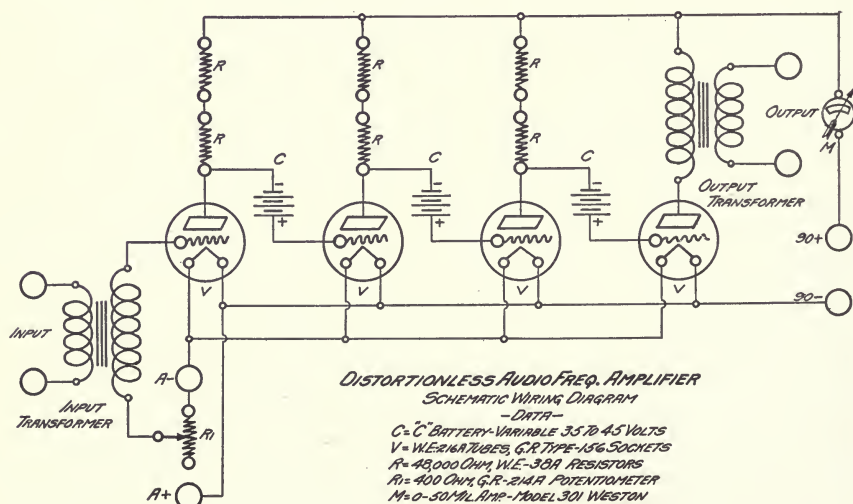 R
R
R
R
R
R
C
C
C
-
+
-
+
-
+
V
V
OUTPUT
OUTPUT
TRANSFORMER
M
90+
90-
INPUT
INPUT
TRANSFORMER
A-
R1
A+
DISTORTIONLESS AUDIO FREQ. AMPLIFIER
SCHEMATIC WIRING DIAGRAM
-DATA-
C="C" BATTERY-VARIABLE 35 TO 45 VOLTS
V=W.E-216A TUBES, G.R TYPE-156 SOCKETS
R=48,000 OHM, W.E-38A RESISTORS
R1=400 OHM, G.R-214A POTENTIOMETER
M=0-50 MIL.AMP.-MODEL 301 WESTON